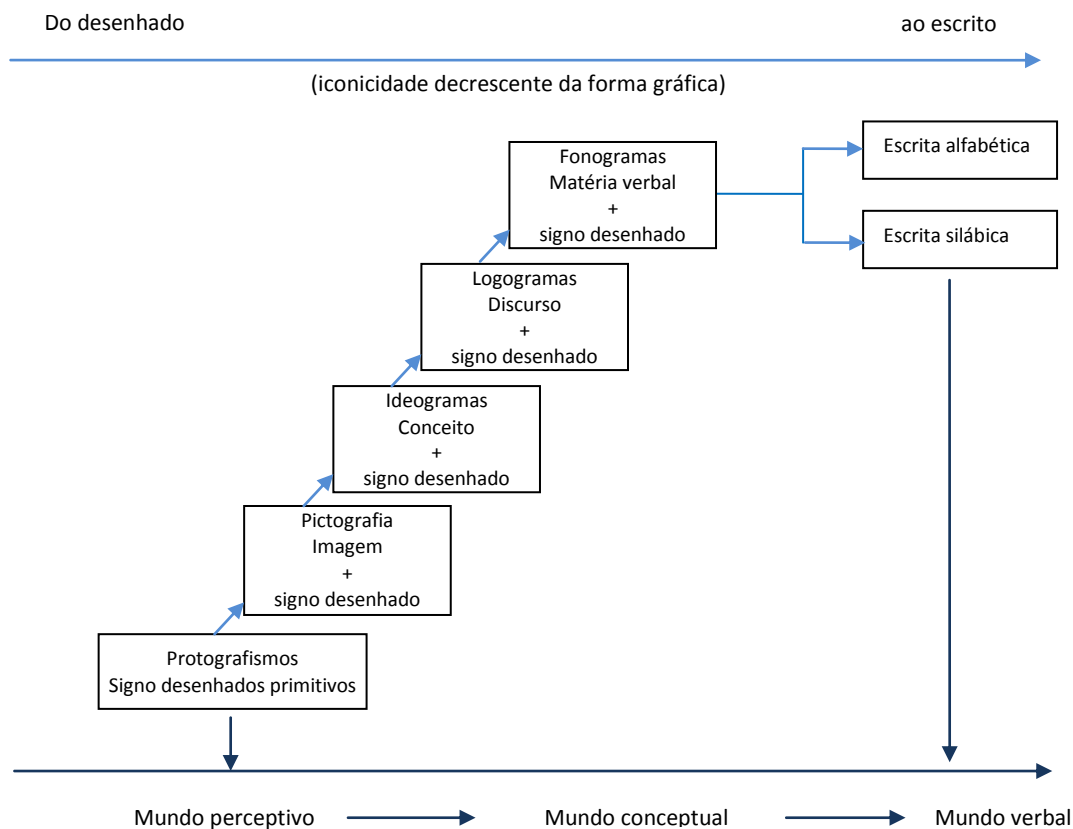 Do desenhado ao escrito
(iconicidade decrescente da forma gráfica)
Fonogramas
Matéria verbal
+
signo desenhado
Escrita alfabética
Escrita silábica
Logogramas
Discurso
+
signo desenhado
Ideogramas
Conceito
+
signo desenhado
Pictografia
Imagem
+
signo desenhado
Protografismos
Signo desenhados primitivos
Mundo perceptivo Mundo conceptual Mundo verbal